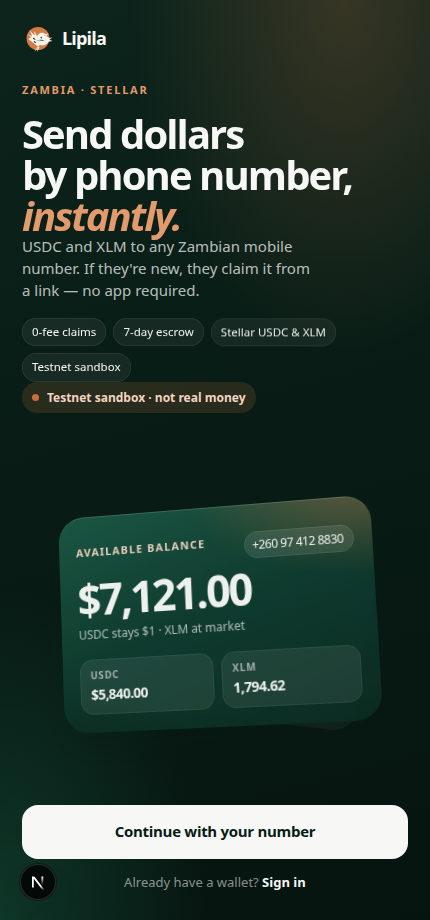 Lipila
ZAMBIA · STELLAR
Send dollars
by phone number,
instantly.
USDC and XLM to any Zambian mobile
number. If they're new, they claim it from
a link — no app required.
0-fee claims
7-day escrow
Stellar USDC & XLM
Testnet sandbox
Testnet sandbox · not real money
AVAILABLE BALANCE
+260 97 412 8830
$7,121.00
USDC stays $1 · XLM at market
USDC
$5,840.00
XLM
1,794.62
Continue with your number
N
Already have a wallet? Sign in